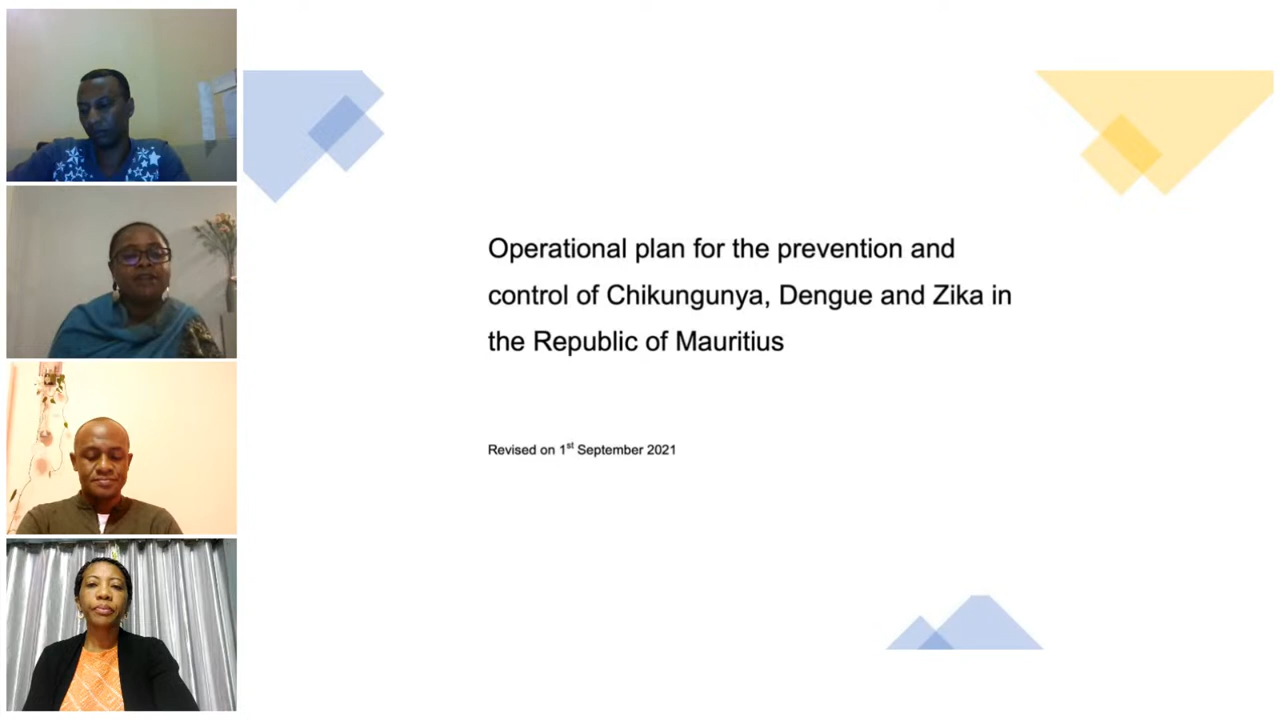 Operational plan for the prevention and
control of Chikungunya, Dengue and Zika in
the Republic of Mauritius
Revised on 1st September 2021